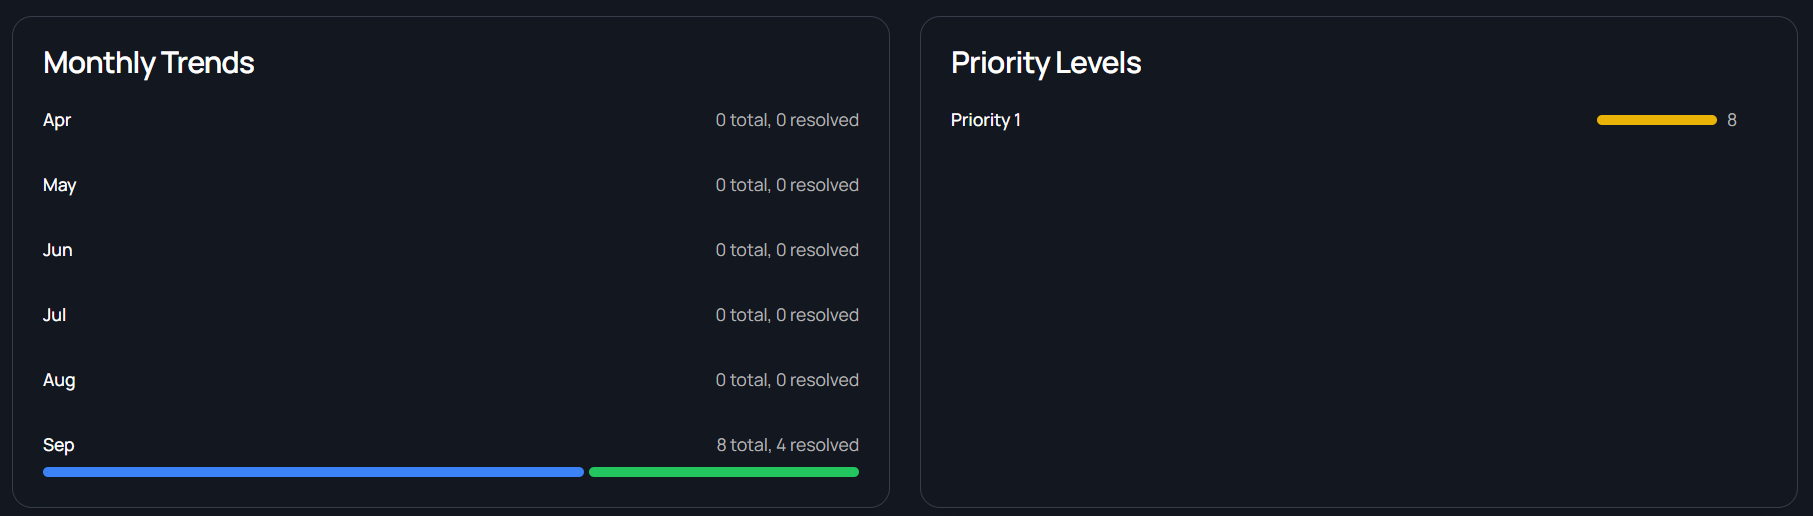 Monthly Trends
Apr 0 total, 0 resolved
May 0 total, 0 resolved
Jun 0 total, 0 resolved
Jul 0 total, 0 resolved
Aug 0 total, 0 resolved
Sep 8 total, 4 resolved
Priority Levels
Priority 1 8